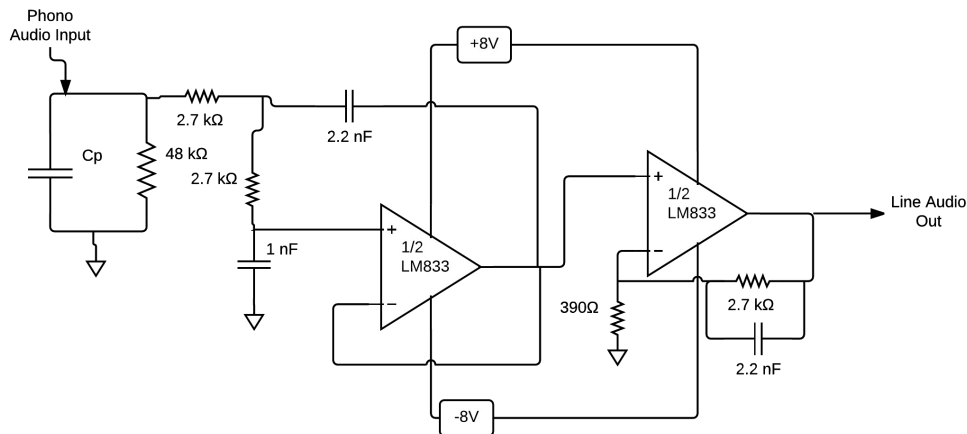 Phono
Audio Input
+8V
2.7 kΩ
2.2 nF
Cp
48 kΩ
2.7 kΩ
+
1/2
LM833
Line Audio
Out
+
1/2
LM833
1 nF
−
−
390Ω
2.7 kΩ
2.2 nF
-8V